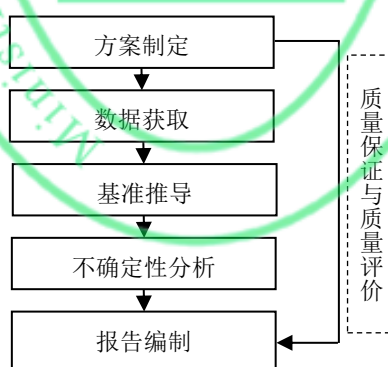 方案制定
数据获取
基准推导
不确定性分析
报告编制
质量保证与质量评价
Minis